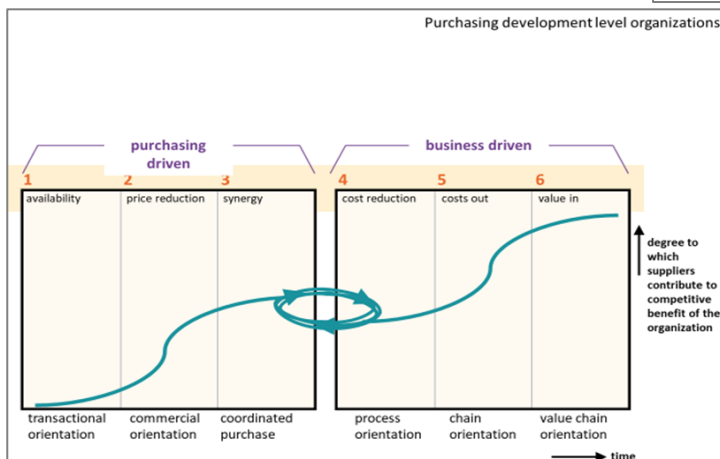 Purchasing development level organizations
purchasing
driven
business driven
1
2
3
4
5
6
availability
price reduction
synergy
cost reduction
costs out
value in
degree to
which
suppliers
contribute to
competitive
benefit of the
organization
transactional
orientation
commercial
orientation
coordinated
purchase
process
orientation
chain
orientation
value chain
orientation
time